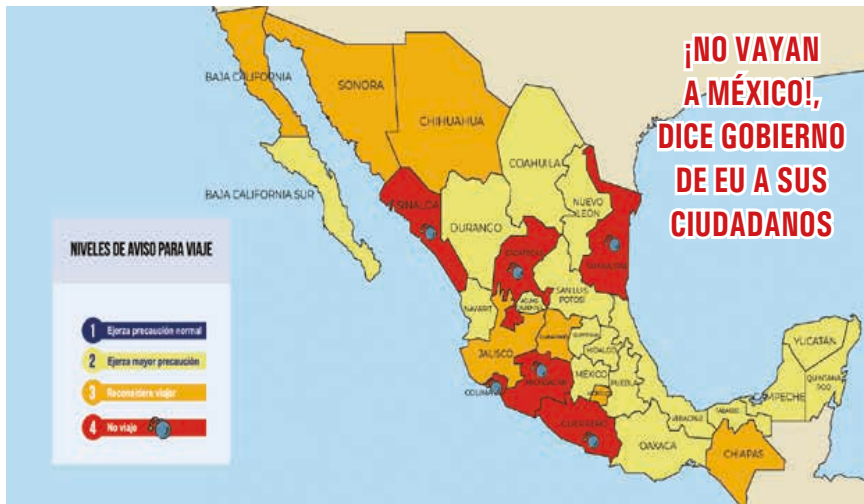 ¡NO VAYAN
A MÉXICO!,
DICE GOBIERNO
DE EU A SUS
CIUDADANOS
BAJA CALIFORNIA
SONORA
CHIHUAHUA
COAHUILA
BAJA CALIFORNIA SUR
SINALOA
DURANGO
NUEVO
LEÓN
ZACATECAS
TAMAULIPAS
SAN LUIS
POTOSÍ
NAYARIT
AGUAS
JALISCO
HIDALGO
COLIMA
MICHOACÁN
MÉXICO
PUEBLA
GUERRERO
VERACRUZ
TABASCO
OAXACA
CHIAPAS
YUCATÁN
QUINTANA
ROO
CAMPECHE
NIVELES DE AVISO PARA VIAJE
1 Ejerza precaución normal
2 Ejerza mayor precaución
3 Reconsidere viajar
4 No viaje